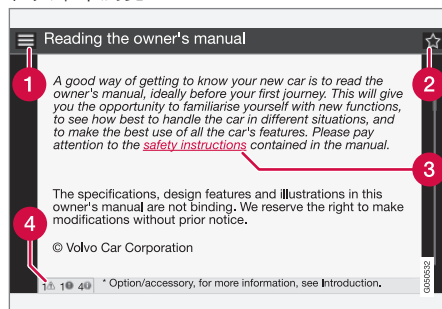 Reading the owner's manual
1
2
A good way of getting to know your new car is to read the
owner's manual, ideally before your first journey. This will give
you the opportunity to familiarise yourself with new functions,
to see how best to handle the car in different situations, and
to make the best use of all the car's features. Please pay
attention to the safety instructions contained in the manual.
3
The specifications, design features and illustrations in this
owner's manual are not binding. We reserve the right to make
modifications without prior notice.
4
© Volvo Car Corporation
1 1 4 * Option/accessory, for more information, see Introduction.
G050532